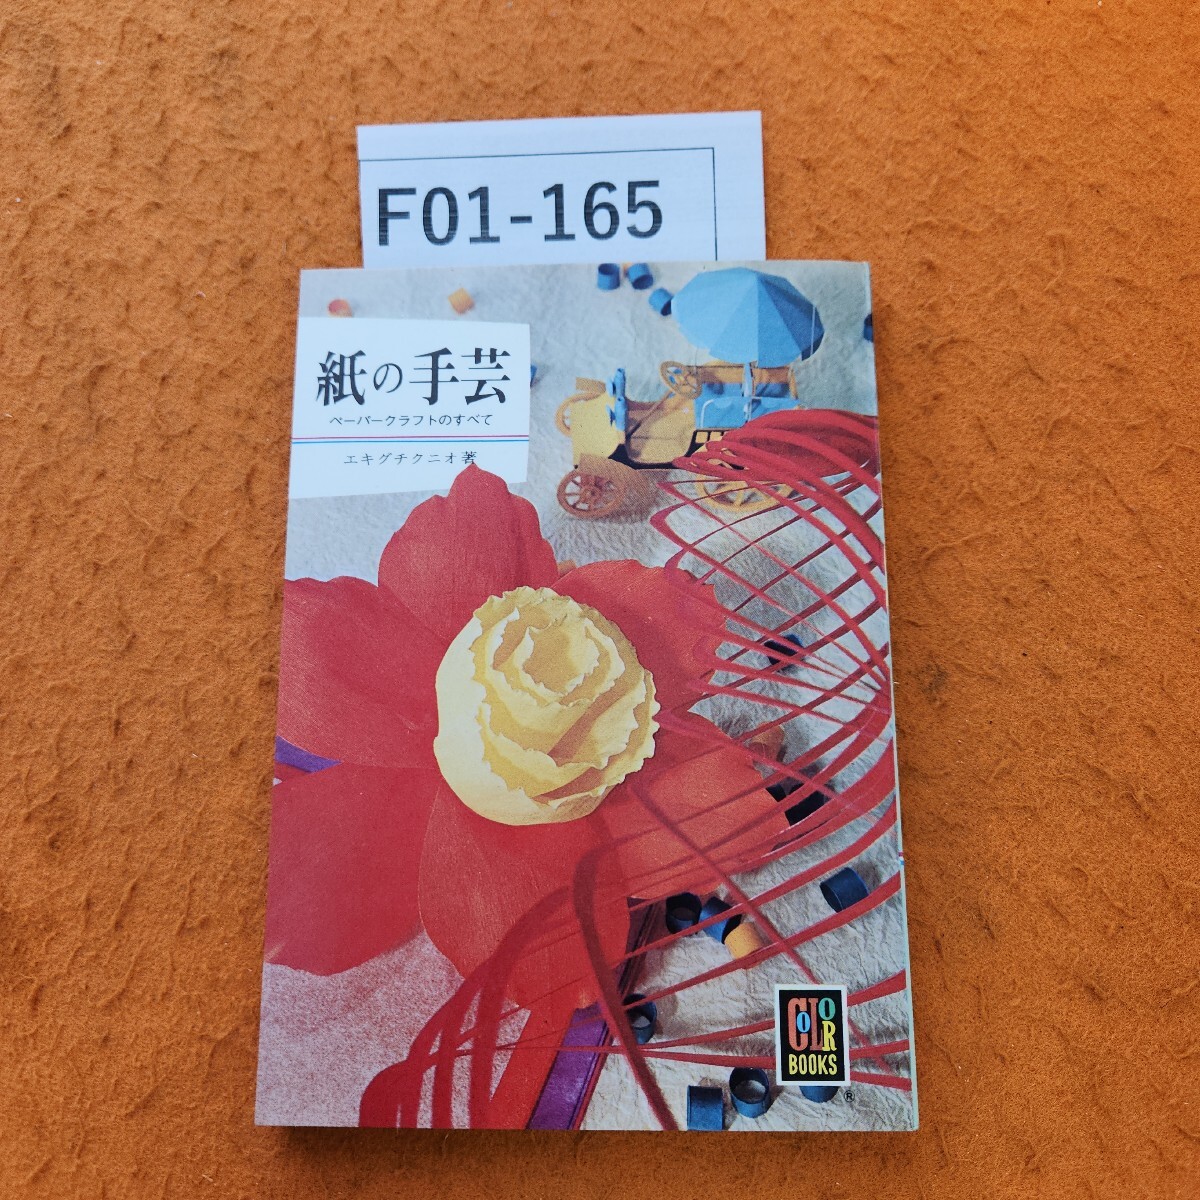 F01-165
紙の手芸
ペーパークラフトのすべて
エキグチクニオ著
COLOR
BOOKS
®